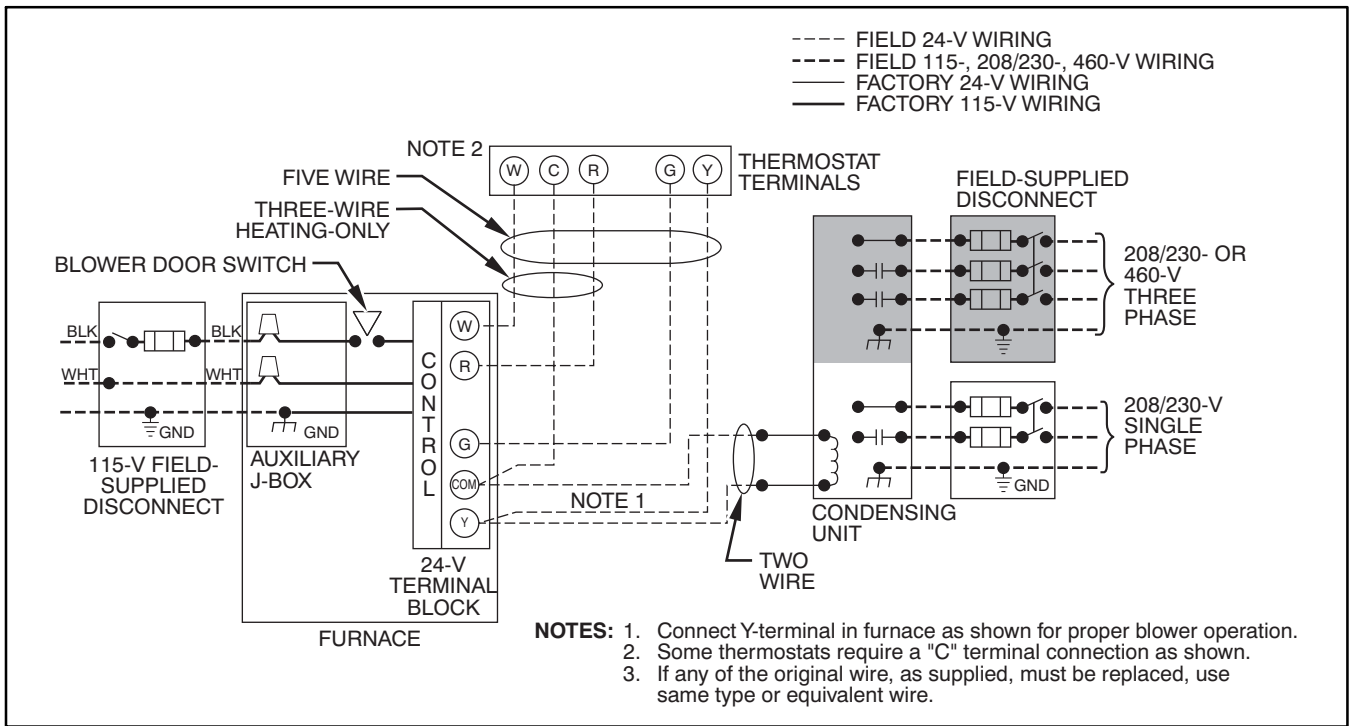 FIELD 24-V WIRING
FIELD 115-, 208/230-, 460-V WIRING
FACTORY 24-V WIRING
FACTORY 115-V WIRING
NOTE 2
W C R G Y
THERMOSTAT
TERMINALS
FIVE WIRE
THREE-WIRE
HEATING-ONLY
BLOWER DOOR SWITCH
FIELD-SUPPLIED
DISCONNECT
208/230- OR
460-V
THREE
PHASE
BLK
BLK
WHT
WHT
GND
GND
115-V FIELD-
SUPPLIED
DISCONNECT
AUXILIARY
J-BOX
CONTROL
W
R
G
COM
Y
NOTE 1
24-V
TERMINAL
BLOCK
FURNACE
TWO
WIRE
CONDENSING
UNIT
208/230-V
SINGLE
PHASE
GND
NOTES: 1. Connect Y-terminal in furnace as shown for proper blower operation.
2. Some thermostats require a "C" terminal connection as shown.
3. If any of the original wire, as supplied, must be replaced, use
same type or equivalent wire.